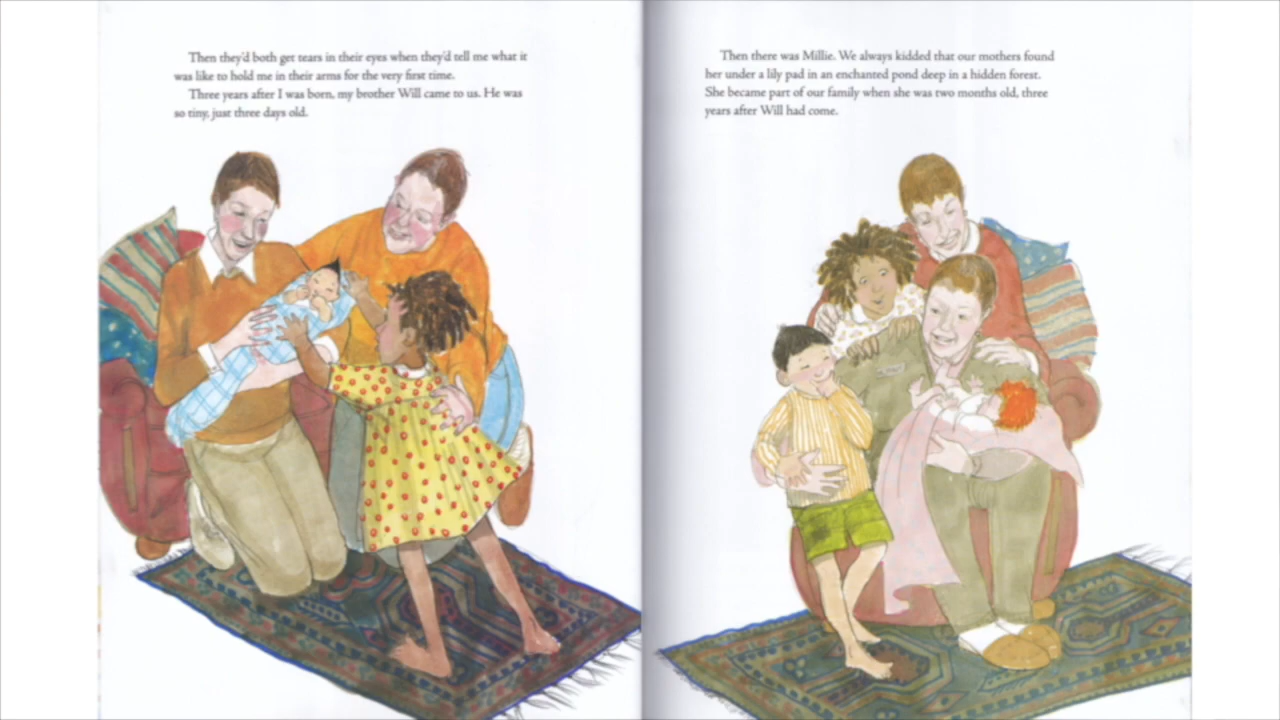 Then they'd both get tears in their eyes when they'd tell me what it
was like to hold me in their arms for the very first time.
Three years after I was born, my brother Will came to us. He was
so tiny, just three days old.
Then there was Millie. We always kidded that our mothers found
her under a lily pad in an enchanted pond deep in a hidden forest.
She became part of our family when she was two months old, three
years after Will had come.